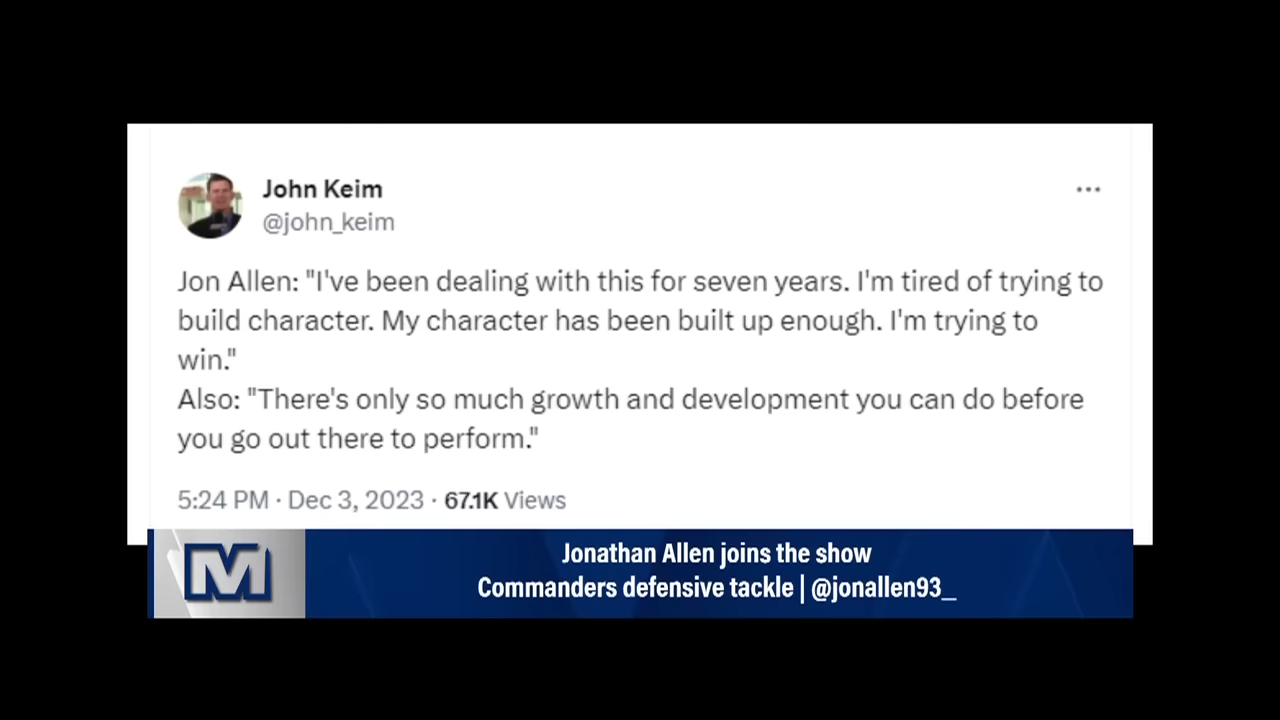 John Keim
@john_keim
Jon Allen: "I've been dealing with this for seven years. I'm tired of trying to
build character. My character has been built up enough. I'm trying to
win."
Also: "There's only so much growth and development you can do before
you go out there to perform."
5:24 PM · Dec 3, 2023 · 67.1K Views
M
Jonathan Allen joins the show
Commanders defensive tackle | @jonallen93_